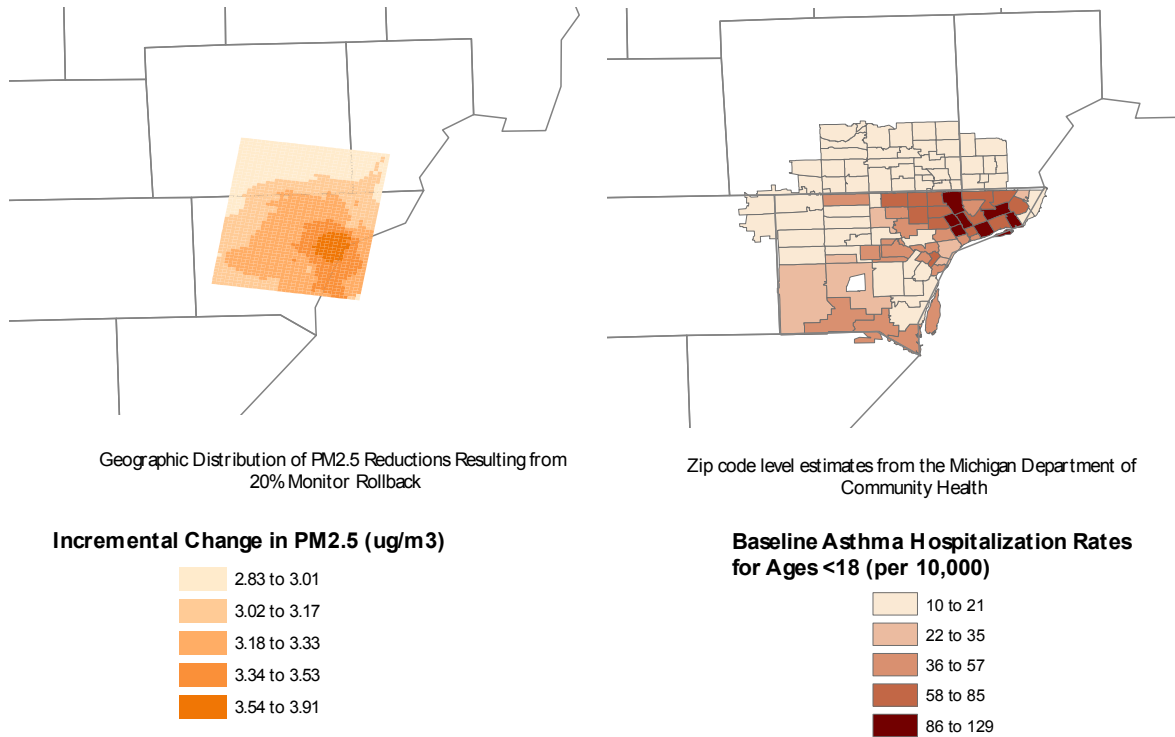 Geographic Distribution of PM2.5 Reductions Resulting from
20% Monitor Rollback
Incremental Change in PM2.5 (ug/m3)
2.83 to 3.01
3.02 to 3.17
3.18 to 3.33
3.34 to 3.53
3.54 to 3.91
Zip code level estimates from the Michigan Department of
Community Health
Baseline Asthma Hospitalization Rates
for Ages <18 (per 10,000)
10 to 21
22 to 35
36 to 57
58 to 85
86 to 129